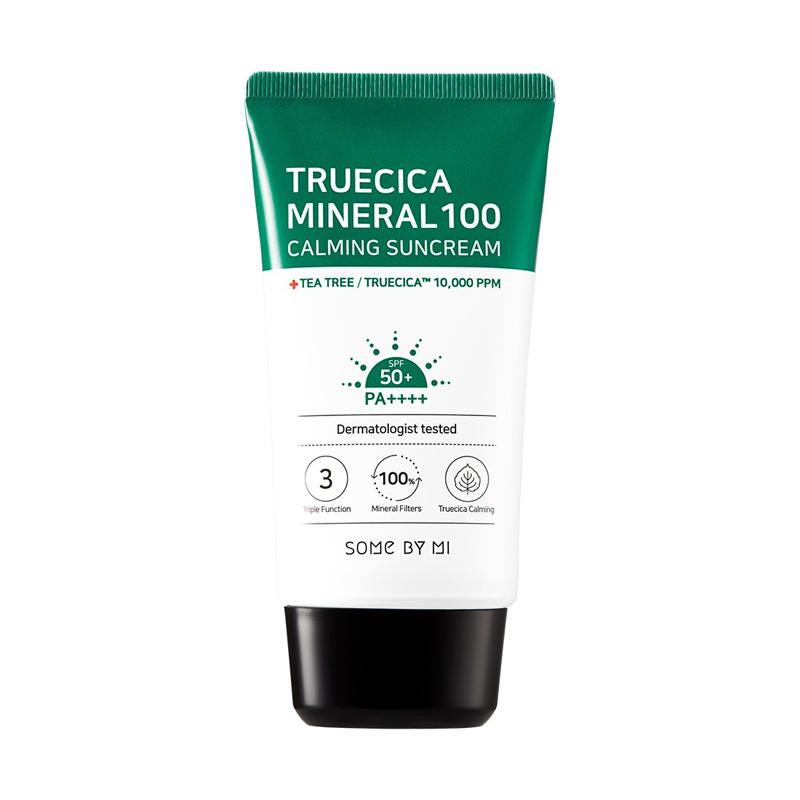 TRUECICA
MINERAL 100
CALMING SUNCREAM
+TEA TREE / TRUECICA™ 10,000 PPM
SPF
50+
PA++++
Dermatologist tested
3
100%
Triple Function
Mineral Filters
Truecica Calming
SOME BY MI